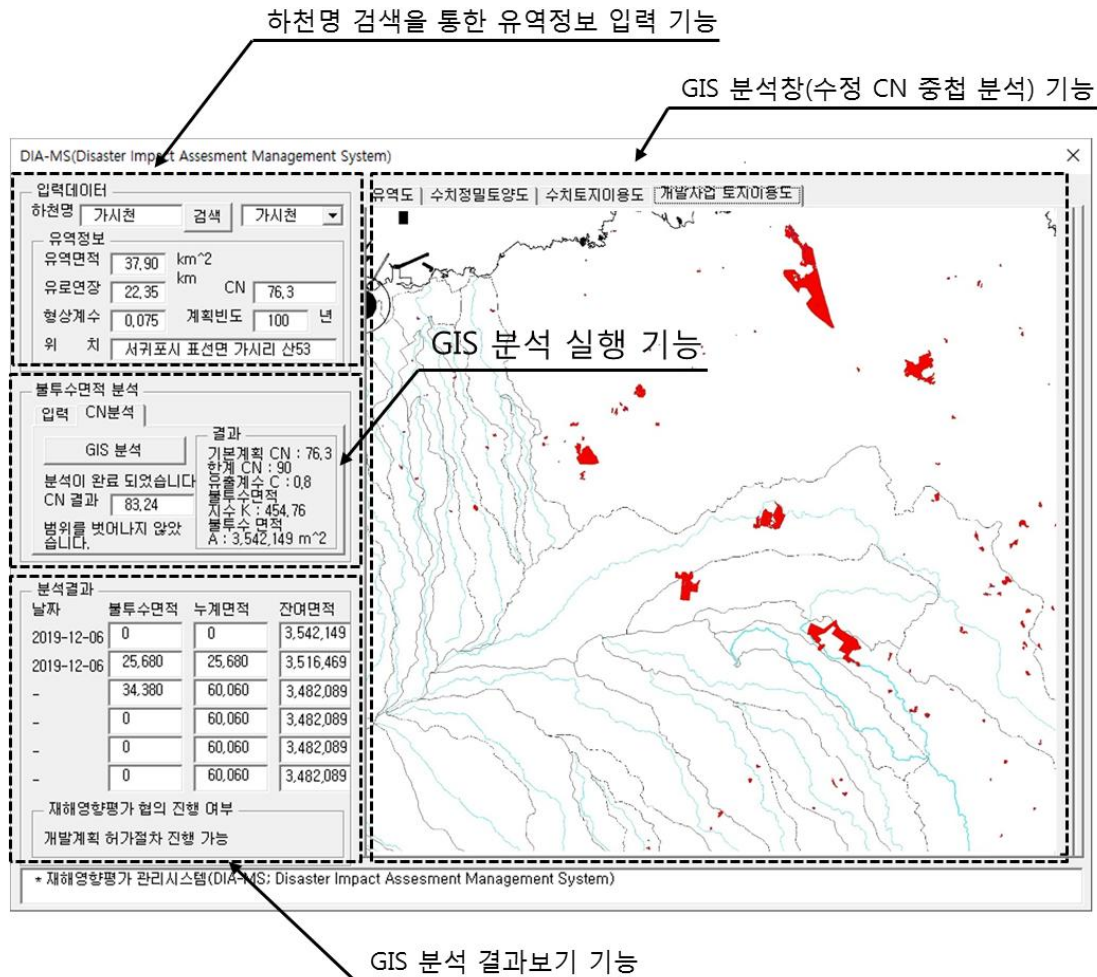 하천명 검색을 통한 유역정보 입력 기능
GIS 분석창(수정 CN 중첩 분석) 기능
DIA-MS(Disaster Impact Assesment Management System)
입력데이터
하천명 가시천 검색 가시천
유역정보
유역면적 37,90 km^2
유로연장 22,35 km CN 76,3
형상계수 0,075 계획빈도 100 년
위 치 서귀포시 표선면 가시리 산53
유역도 수치정밀토양도 수치토지이용도 개발사업 토지이용도
GIS 분석 실행 기능
불투수면적 분석
입력 CN분석
GIS 분석
분석이 완료 되었습니다
CN 결과 83,24
범위를 벗어나지 않았
습니다.
결과
기본계획 CN : 76,3
한계 CN : 90
유출계수 C : 0,8
불투수면적
지수 K : 454,76
불투수 면적
A : 3,542,149 m^2
분석결과
날짜 불투수면적 누계면적 잔여면적
2019-12-06 0 0 3,542,149
2019-12-06 25,680 25,680 3,516,469
- 34,380 60,060 3,482,089
- 0 60,060 3,482,089
- 0 60,060 3,482,089
- 0 60,060 3,482,089
재해영향평가 협의 진행 여부
개발계획 허가절차 진행 가능
* 재해영향평가 관리시스템(DIA-MS; Disaster Impact Assesment Management System)
GIS 분석 결과보기 기능